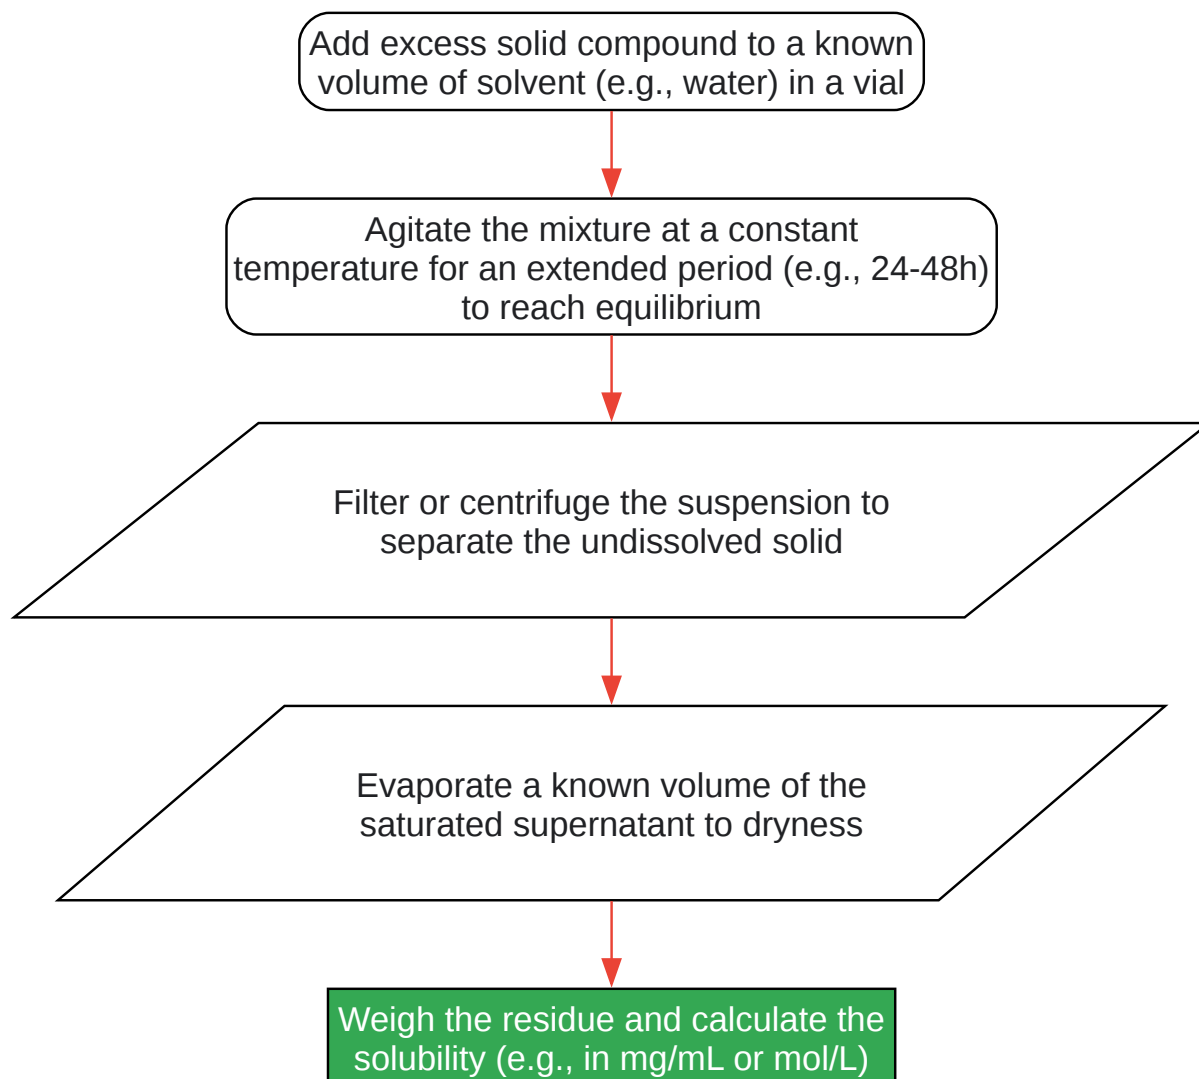 Add excess solid compound to a known
volume of solvent (e.g., water) in a vial
Agitate the mixture at a constant
temperature for an extended period (e.g., 24-48h)
to reach equilibrium
Filter or centrifuge the suspension to
separate the undissolved solid
Evaporate a known volume of the
saturated supernatant to dryness
Weigh the residue and calculate the
solubility (e.g., in mg/mL or mol/L)